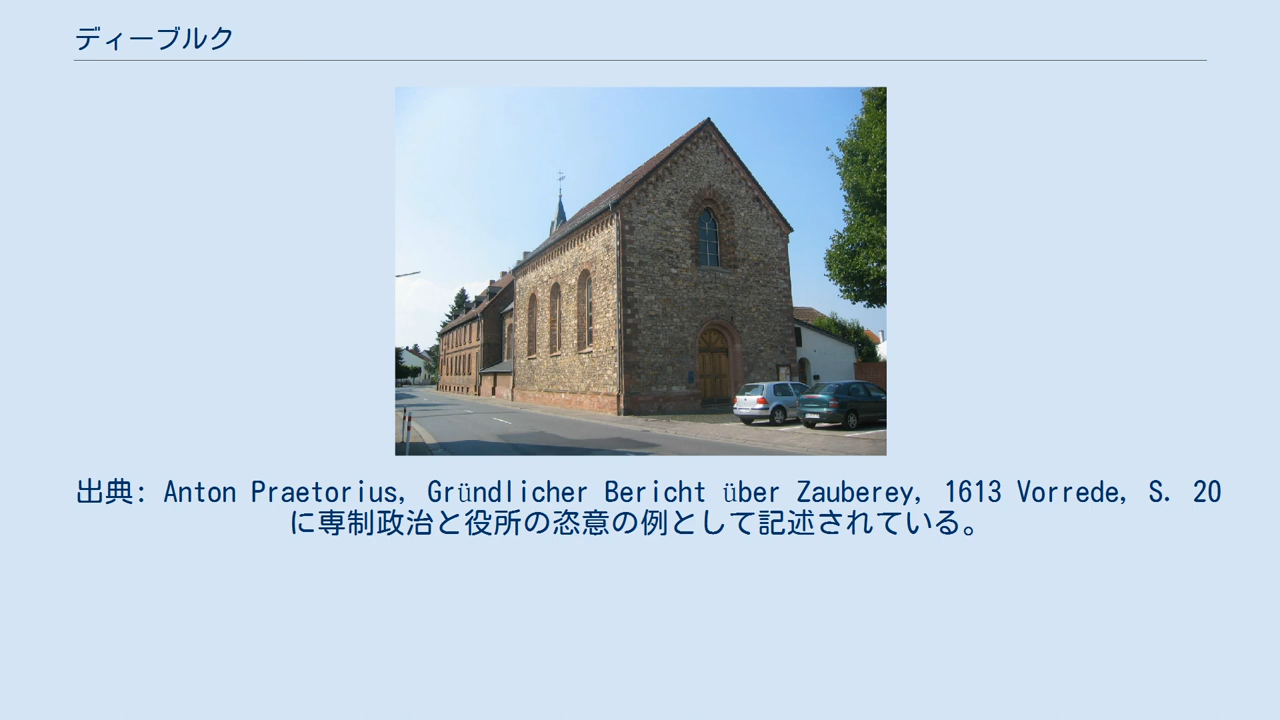 ディーブルク
出典: Anton Praetorius, Gründlicher Bericht über Zauberey, 1613 Vorrede, S. 20
に専制政治と役所の恣意の例として記述されている。